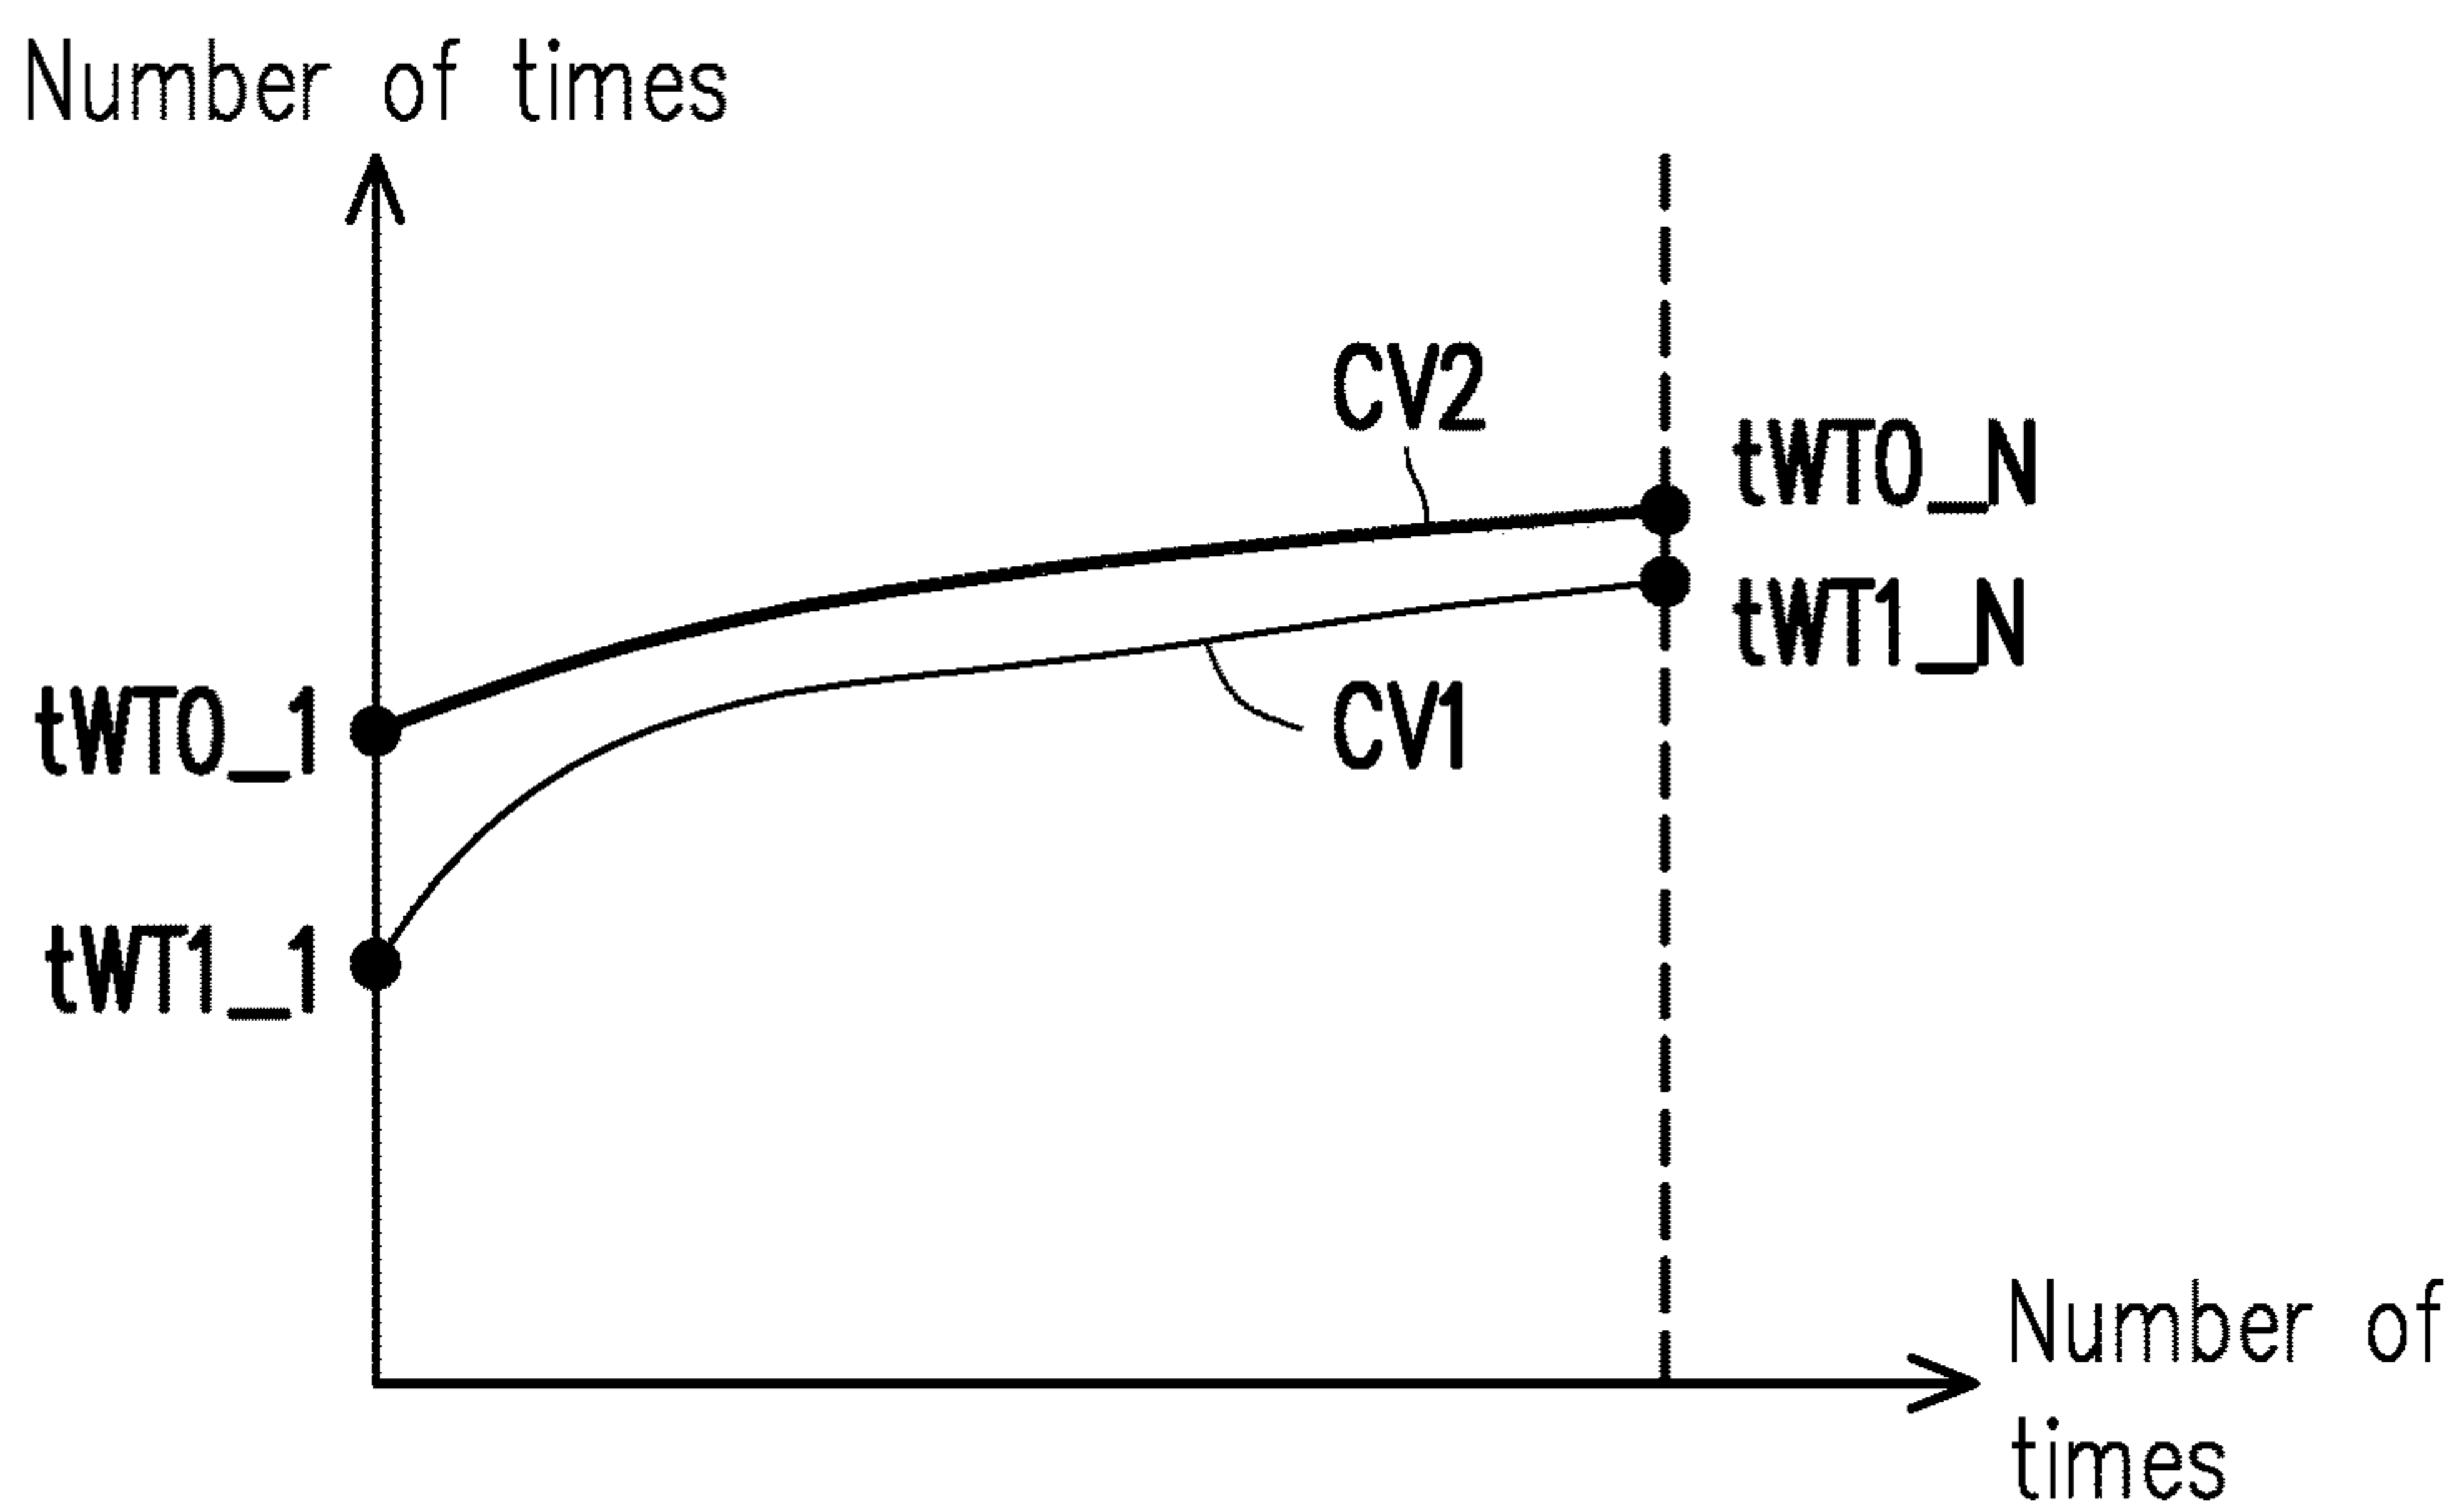 Number of times
CV2
tWT0_N
tWT1_N
tWT0_1
CV1
tWT1_1
Number of
times